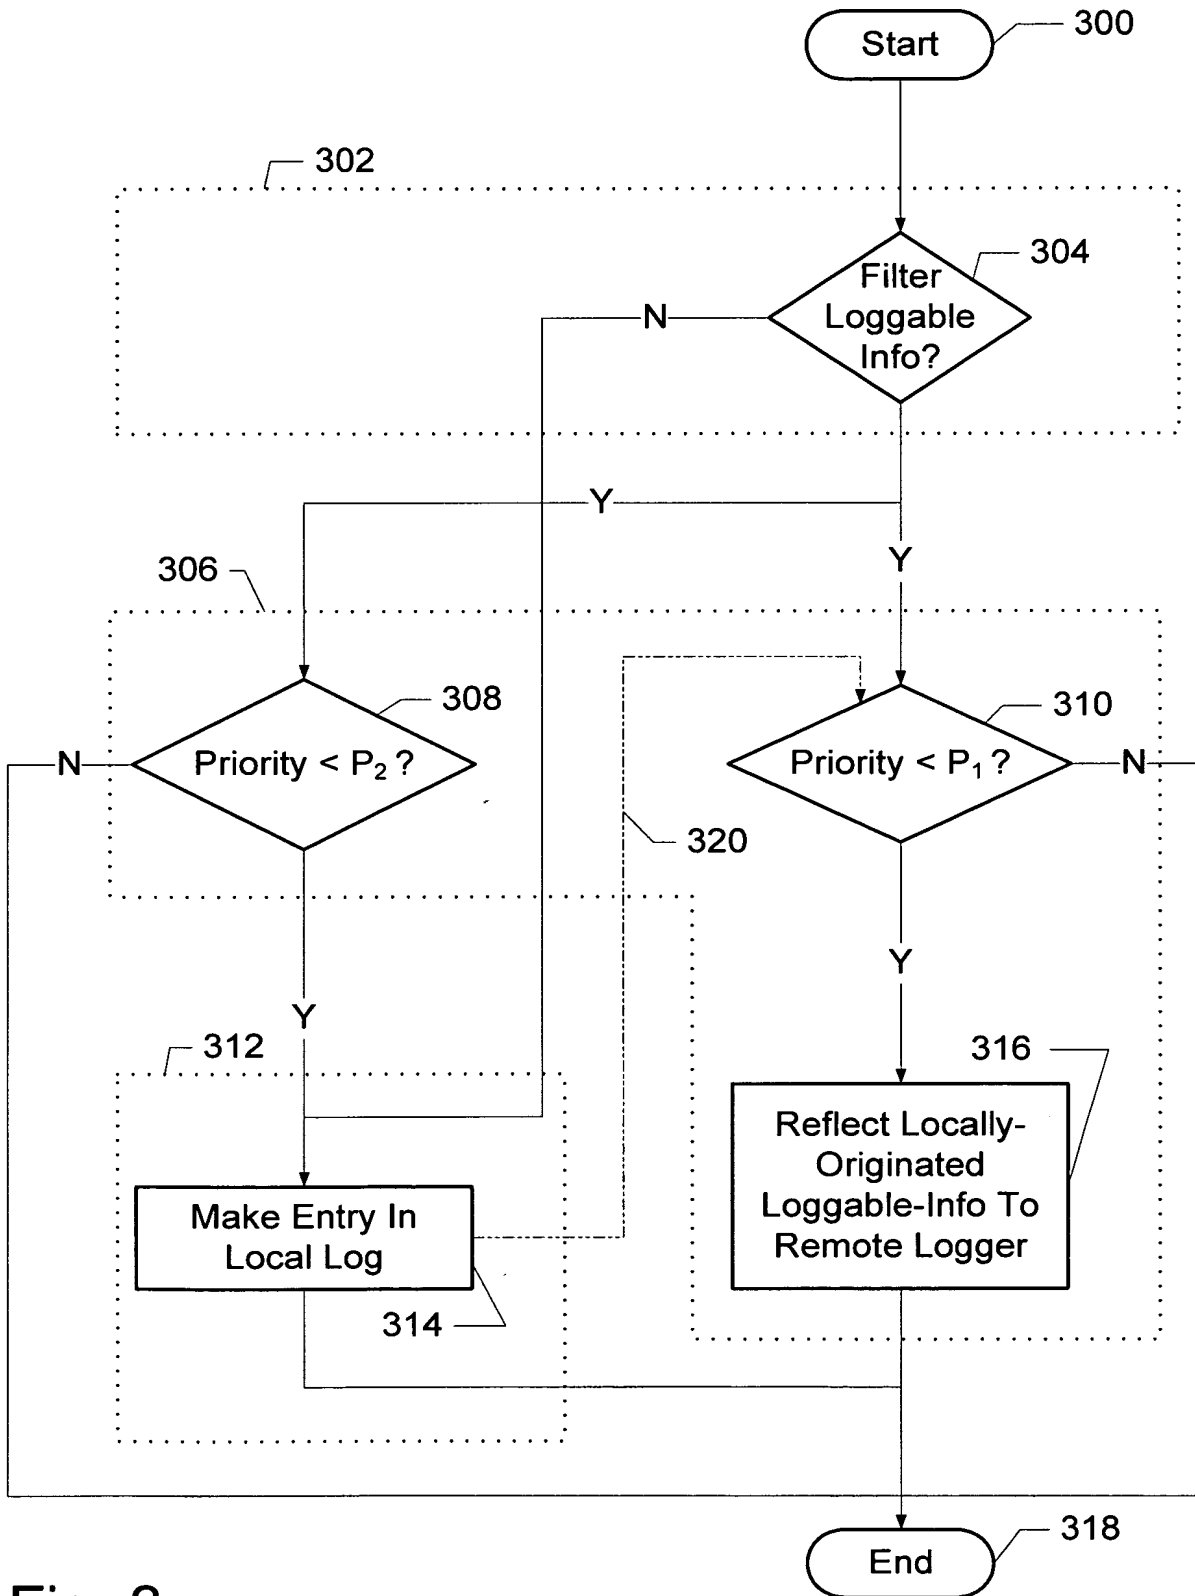 Start
300
302
304
Filter
Loggable
Info?
N
Y
Y
306
308
310
N
Priority < P₂ ?
Priority < P₁ ?
N
320
Y
Y
312
316
Reflect Locally-
Originated
Loggable-Info To
Remote Logger
Make Entry In
Local Log
314
318
End